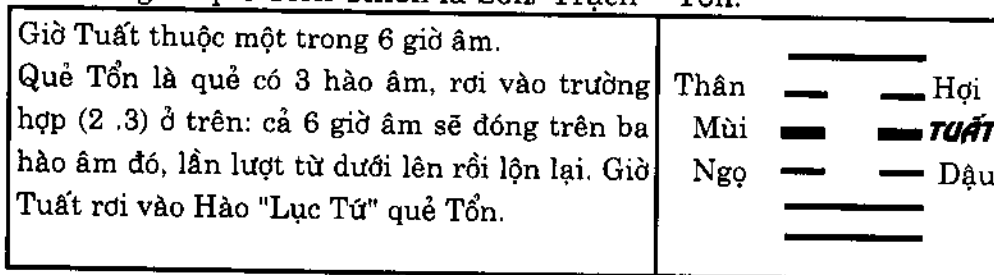 Giờ Tuất thuộc một trong 6 giờ âm.
Quẻ Tổn là quẻ có 3 hào âm, rơi vào trường
hợp (2 .3) ở trên: cả 6 giờ âm sẽ đóng trên ba
hào âm đó, lần lượt từ dưới lên rồi lộn lại. Giờ
Tuất rơi vào Hào "Lục Tứ" quẻ Tổn.
Thân Hợi
Mùi TUẤT
Ngọ Dậu